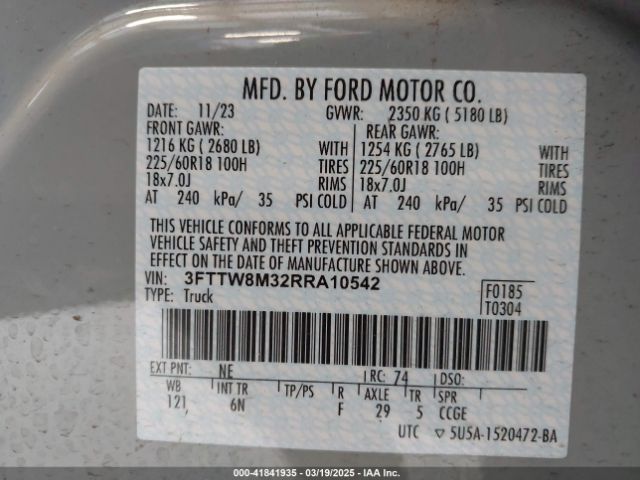 MFD. BY FORD MOTOR CO.
DATE: 11/23 GVWR: 2350 KG ( 5180 LB)
FRONT GAWR: REAR GAWR:
1216 KG ( 2680 LB) WITH 1254 KG ( 2765 LB) WITH
225/60R18 100H TIRES 225/60R18 100H TIRES
18x7.0J RIMS 18x7.0J RIMS
AT 240 kPa/ 35 PSI COLD AT 240 kPa/ 35 PSI COLD
THIS VEHICLE CONFORMS TO ALL APPLICABLE FEDERAL MOTOR
VEHICLE SAFETY AND THEFT PREVENTION STANDARDS IN
EFFECT ON THE DATE OF MANUFACTURE SHOWN ABOVE.
VIN: 3FTTW8M32RRA10542 F0185
TYPE: Truck T0304
EXT PNT: NE RC: 74 DSO:
WB INT TR TP/PS R AXLE TR SPR
121 6N F 29 5 CCGE
UTC ▽ 5U5A-1520472-BA
000-41841935 - 03/19/2025 - IAA Inc.